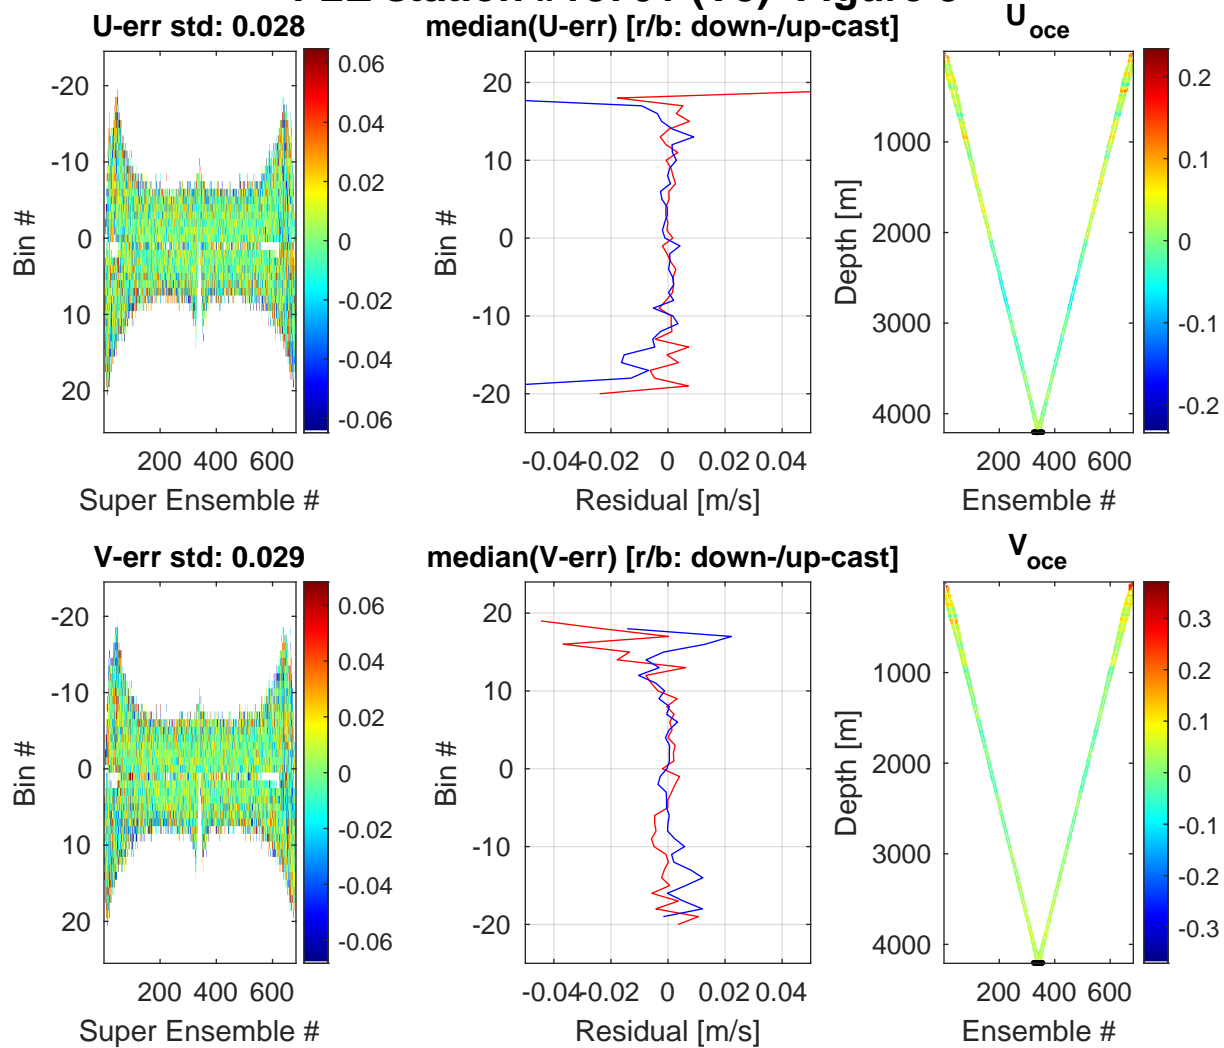 U-err std: 0.028
-20
-10
0
10
20
200 400 600
Super Ensemble #
Bin #
0.06
0.04
0.02
0
-0.02
-0.04
-0.06
median(U-err) [r/b: down-/up-cast]
20
10
0
-10
-20
-0.04 -0.02 0 0.02 0.04
Residual [m/s]
Bin #
U_oce
1000
2000
3000
4000
200 400 600
Ensemble #
Depth [m]
0.2
0.1
0
-0.1
-0.2
V-err std: 0.029
-20
-10
0
10
20
200 400 600
Super Ensemble #
Bin #
0.06
0.04
0.02
0
-0.02
-0.04
-0.06
median(V-err) [r/b: down-/up-cast]
20
10
0
-10
-20
-0.04 -0.02 0 0.02 0.04
Residual [m/s]
Bin #
V_oce
1000
2000
3000
4000
200 400 600
Ensemble #
Depth [m]
0.3
0.2
0.1
0
-0.1
-0.2
-0.3